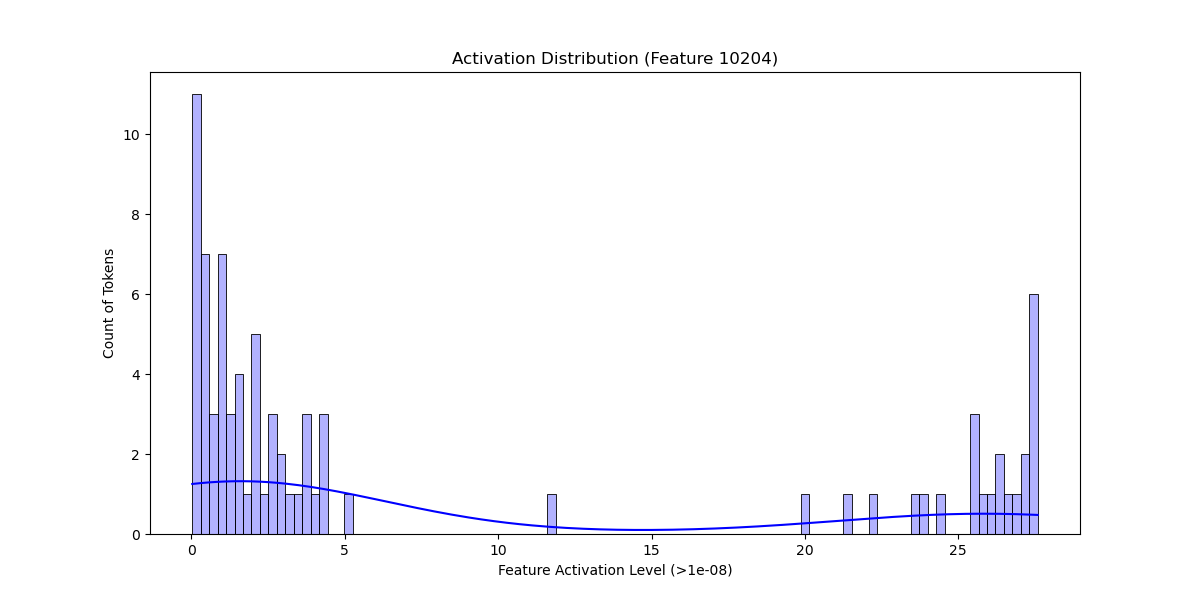 Activation Distribution (Feature 10204)
Count of Tokens
10
8
6
4
2
0
0 5 10 15 20 25
Feature Activation Level (>1e-08)